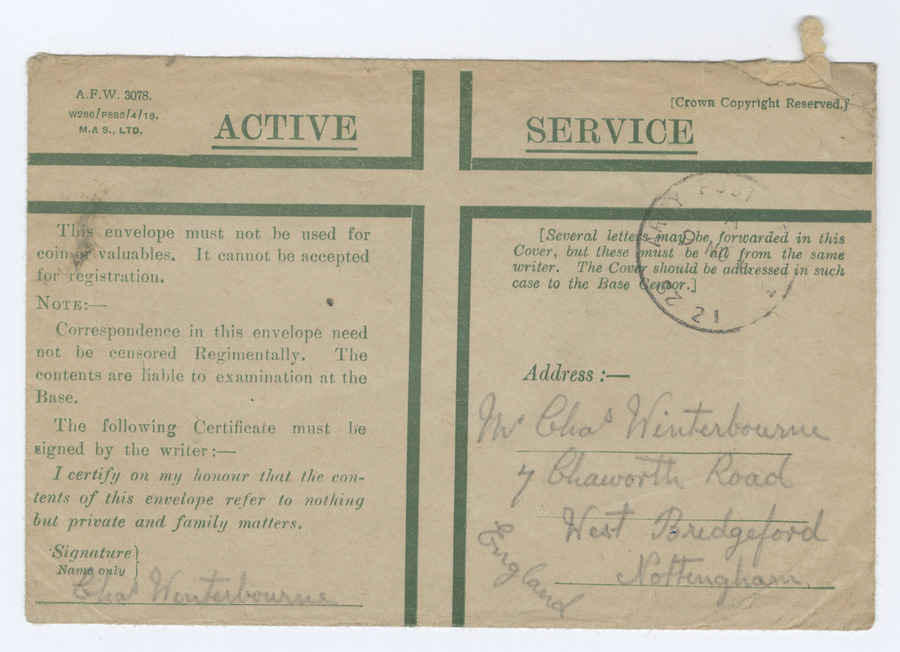 A.F.W. 3078.
W286/P885/4/18.
M.& S., LTD.
[Crown Copyright Reserved.]
ACTIVE SERVICE
This envelope must not be used for
coin or valuables. It cannot be accepted
for registration.
NOTE:—
Correspondence in this envelope need
not be censored Regimentally. The
contents are liable to examination at the
Base.
The following Certificate must be
signed by the writer:—
I certify on my honour that the con-
tents of this envelope refer to nothing
but private and family matters.
Signature
Name only
Chas Winterbourne
ARMY POST
[Several letters may be forwarded in this
Cover, but these must be all from the same
writer. The Cover should be addressed in such
case to the Base Censor.]
Address :—
Mr Chas Winterbourne
7 Chaworth Road
West Bridgeford
Nottingham
England